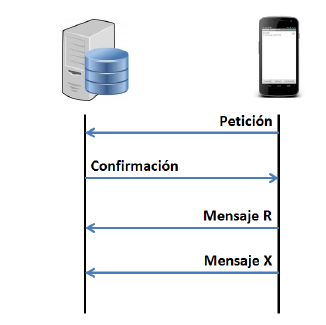 Petición
Confirmación
Mensaje R
Mensaje X